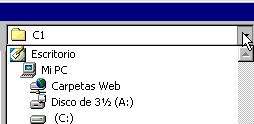 C1
Escritorio
Mi PC
Carpetas Web
Disco de 3½ (A:)
(C:)